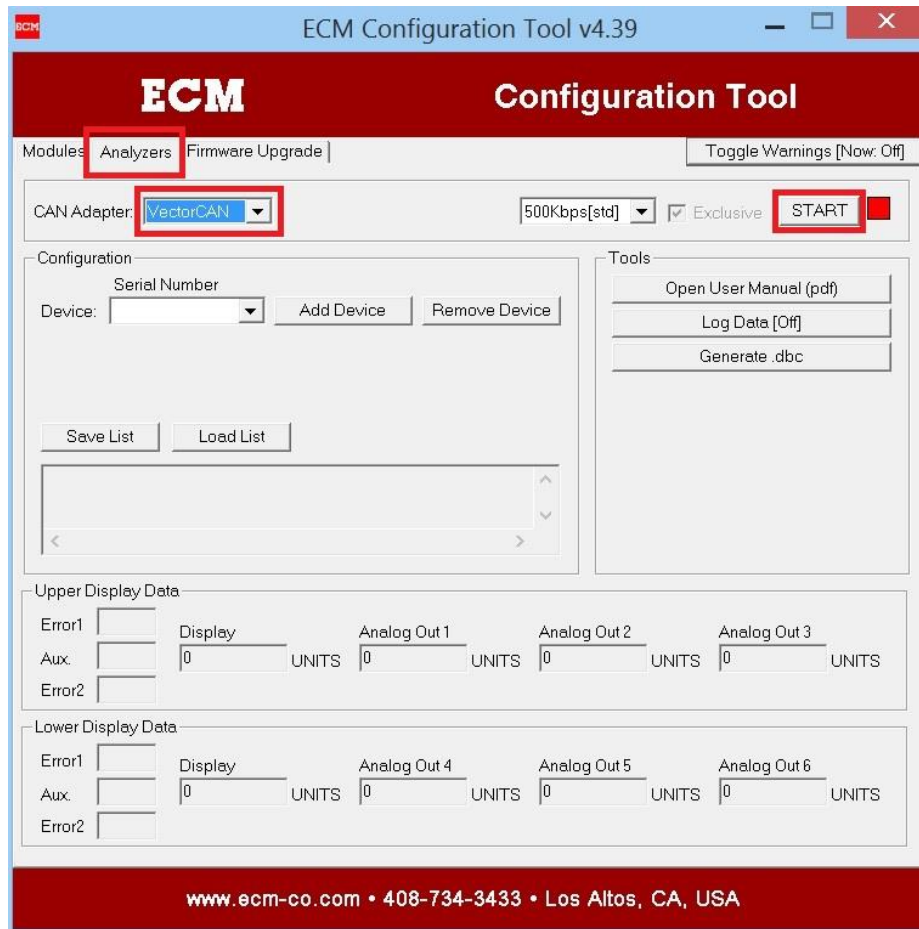 ECM
ECM Configuration Tool v4.39
ECM
Configuration Tool
Modules Analyzers Firmware Upgrade
Toggle Warnings [Now: Off]
CAN Adapter: VectorCAN 500Kbps[std] Exclusive START
Configuration
Serial Number
Device: Add Device Remove Device
Save List Load List
Tools
Open User Manual (pdf)
Log Data [Off]
Generate .dbc
Upper Display Data
Error1
Aux.
Error2
Display Analog Out 1 Analog Out 2 Analog Out 3
0 UNITS 0 UNITS 0 UNITS 0 UNITS
Lower Display Data
Error1
Aux.
Error2
Display Analog Out 4 Analog Out 5 Analog Out 6
0 UNITS 0 UNITS 0 UNITS 0 UNITS
www.ecm-co.com • 408-734-3433 • Los Altos, CA, USA